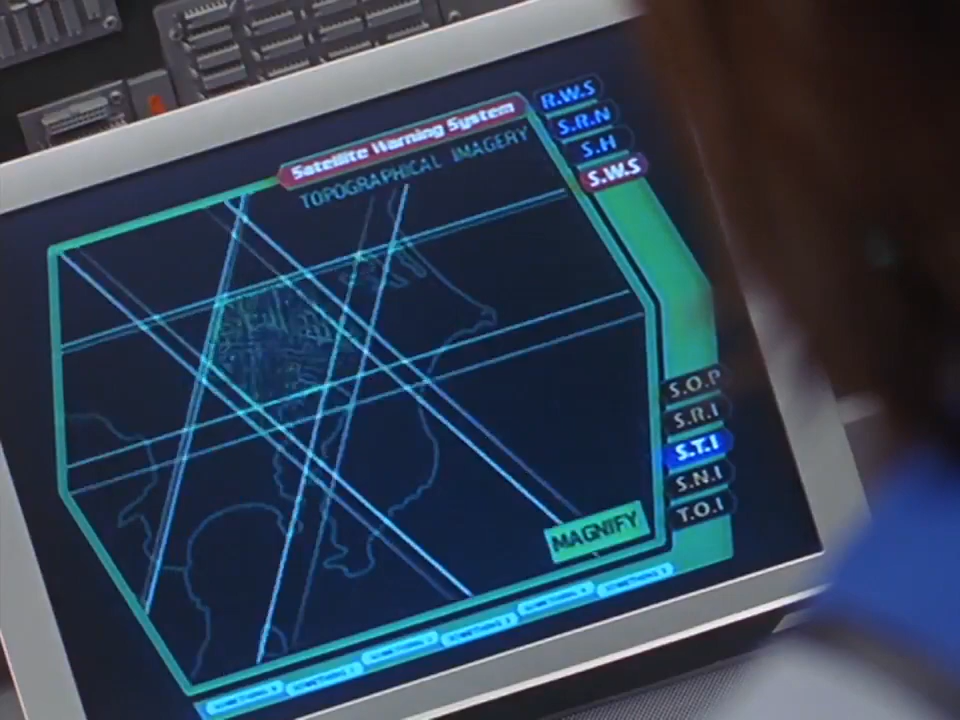 Satellite Warning System
TOPOGRAPHICAL IMAGERY
R.W.S
S.R.N
S.H
S.W.S
S.O.P
S.R.I
S.T.I
S.N.I
T.O.I
MAGNIFY